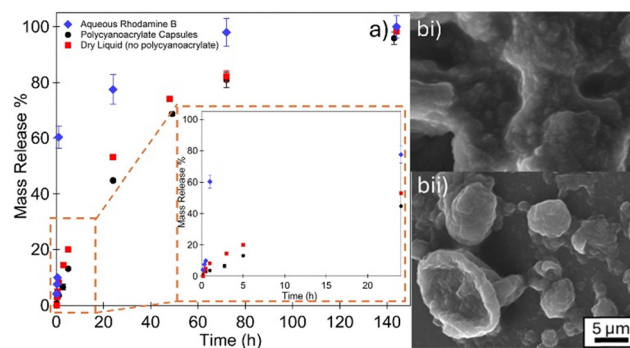 a)
Aqueous Rhodamine B
Polycyanoacrylate Capsules
Dry Liquid (no polycyanoacrylate)
Mass Release %
100
80
60
40
20
0
0 20 40 60 80 100 120 140
Time (h)
Mass Release %
100
80
60
40
20
0
0 5 10 15 20
Time (h)
bi)
bii)
5 µm